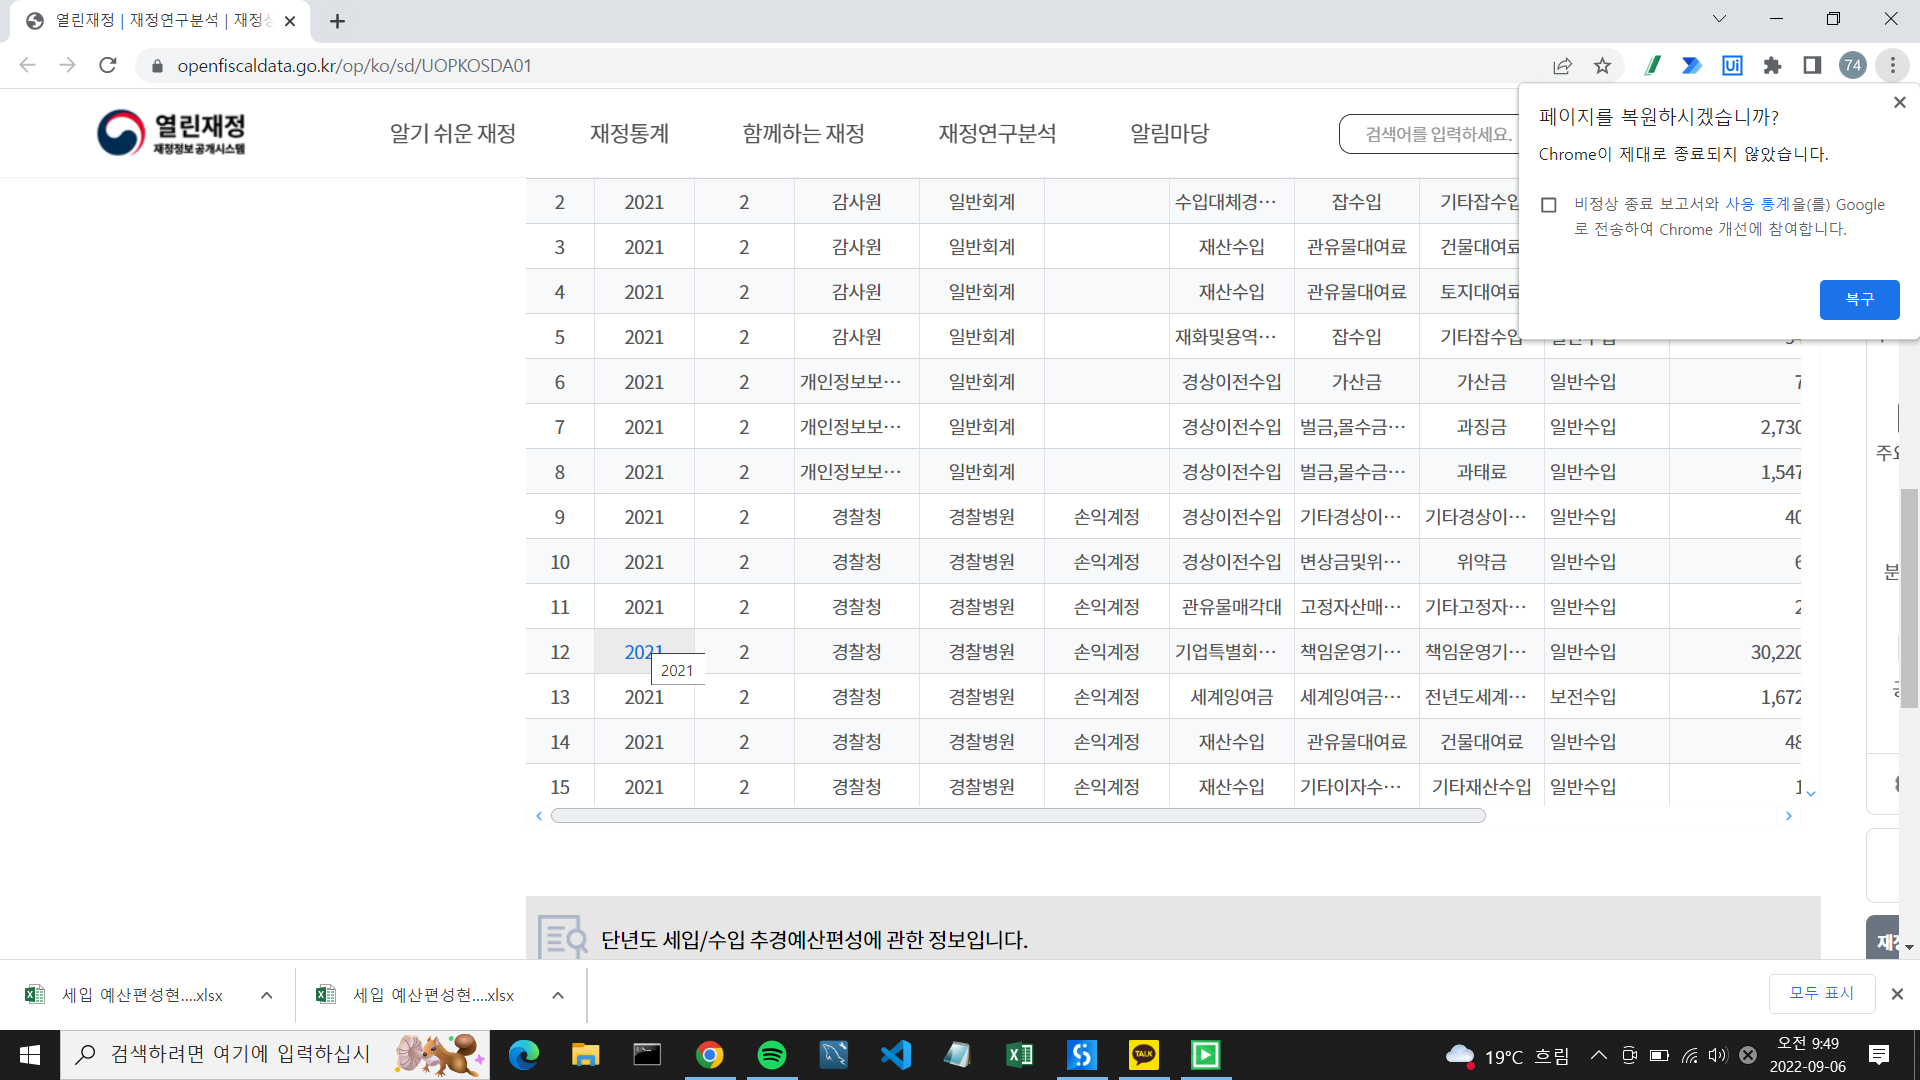 열린재정 | 재정연구분석 | 재정상
openfiscaldata.go.kr/op/ko/sd/UOPKOSDA01
74
열린재정
재정정보공개시스템
알기 쉬운 재정 재정통계 함께하는 재정 재정연구분석 알림마당
검색어를 입력하세요.
페이지를 복원하시겠습니까?
Chrome이 제대로 종료되지 않았습니다.
비정상 종료 보고서와 사용 통계을(를) Google
로 전송하여 Chrome 개선에 참여합니다.
복구
2 2021 2 감사원 일반회계 수입대체경… 잡수입 기타잡수입
3 2021 2 감사원 일반회계 재산수입 관유물대여료 건물대여료
4 2021 2 감사원 일반회계 재산수입 관유물대여료 토지대여료
5 2021 2 감사원 일반회계 재화및용역… 잡수입 기타잡수입
6 2021 2 개인정보보… 일반회계 경상이전수입 가산금 가산금 일반수입 7
7 2021 2 개인정보보… 일반회계 경상이전수입 벌금,몰수금… 과징금 일반수입 2,730
8 2021 2 개인정보보… 일반회계 경상이전수입 벌금,몰수금… 과태료 일반수입 1,547
9 2021 2 경찰청 경찰병원 손익계정 경상이전수입 기타경상이… 기타경상이… 일반수입 40
10 2021 2 경찰청 경찰병원 손익계정 경상이전수입 변상금및위… 위약금 일반수입 6
11 2021 2 경찰청 경찰병원 손익계정 관유물매각대 고정자산매… 기타고정자… 일반수입 2
12 2021 2 경찰청 경찰병원 손익계정 기업특별회… 책임운영기… 책임운영기… 일반수입 30,220
2021
13 2021 2 경찰청 경찰병원 손익계정 세계잉여금 세계잉여금… 전년도세계… 보전수입 1,672
14 2021 2 경찰청 경찰병원 손익계정 재산수입 관유물대여료 건물대여료 일반수입 48
15 2021 2 경찰청 경찰병원 손익계정 재산수입 기타이자수… 기타재산수입 일반수입 1
주요
분
재정
단년도 세입/수입 추경예산편성에 관한 정보입니다.
세입 예산편성현....xlsx
세입 예산편성현....xlsx
모두 표시
검색하려면 여기에 입력하십시
TALK
19°C 흐림
오전 9:49
2022-09-06